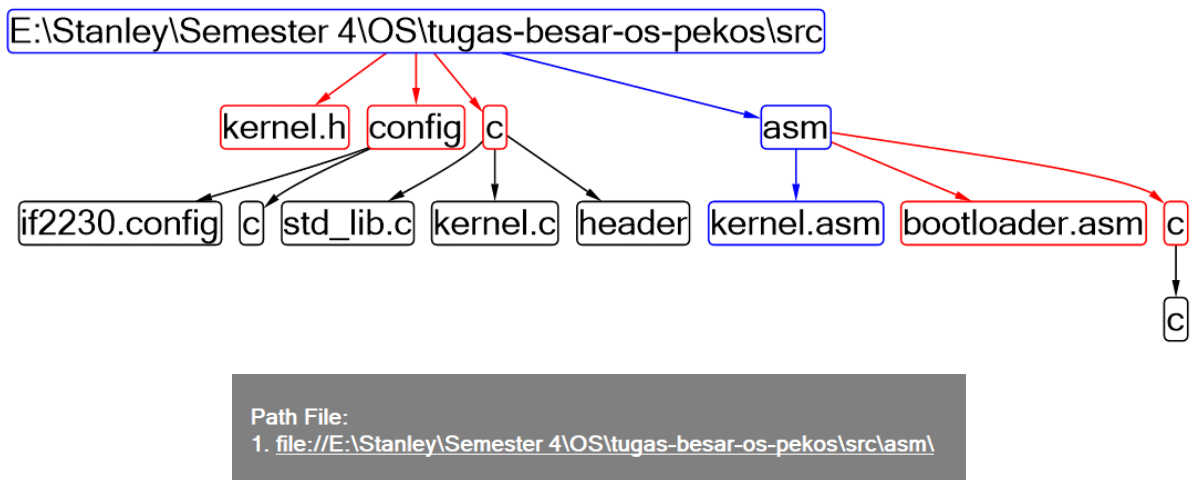 E:\Stanley\Semester 4\OS\tugas-besar-os-pekos\src
kernel.h config c asm
if2230.config c std_lib.c kernel.c header kernel.asm bootloader.asm c
c
Path File:
1. file://E:\Stanley\Semester 4\OS\tugas-besar-os-pekos\src\asm\